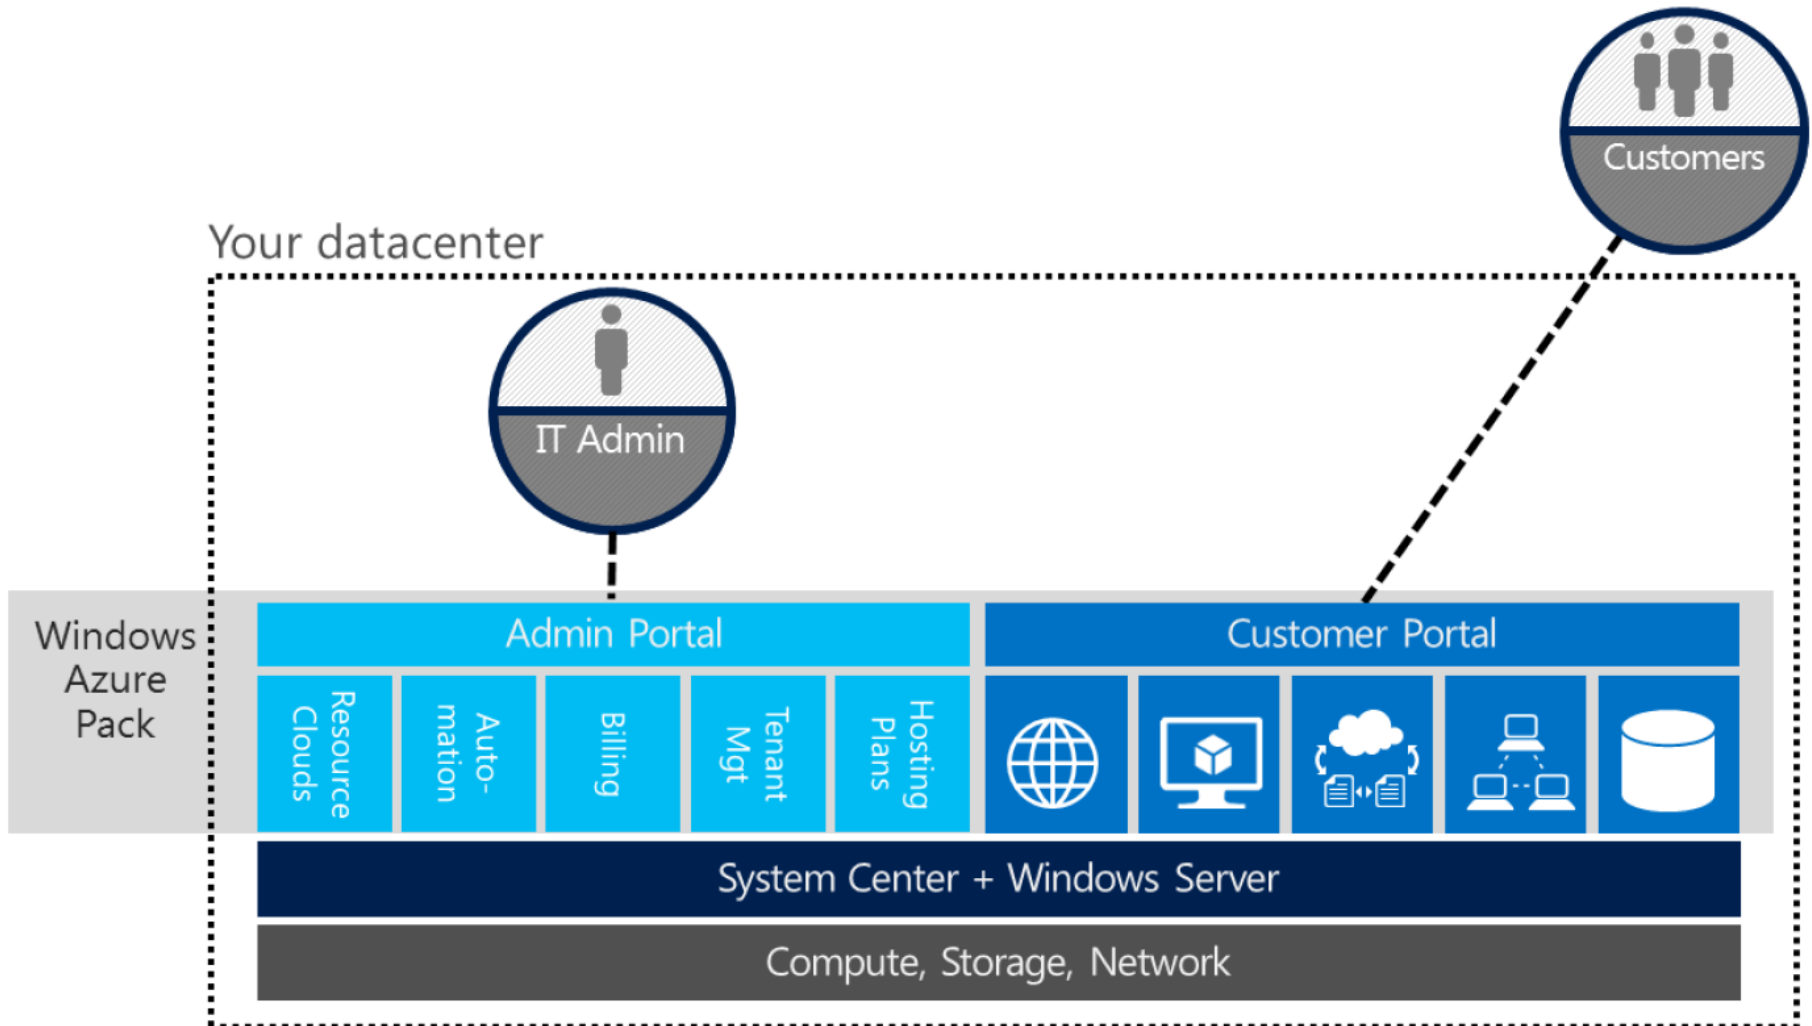 Customers
Your datacenter
IT Admin
Windows
Azure
Pack
Admin Portal
Customer Portal
Resource
Clouds
Auto-
mation
Billing
Tenant
Mgt
Hosting
Plans
System Center + Windows Server
Compute, Storage, Network